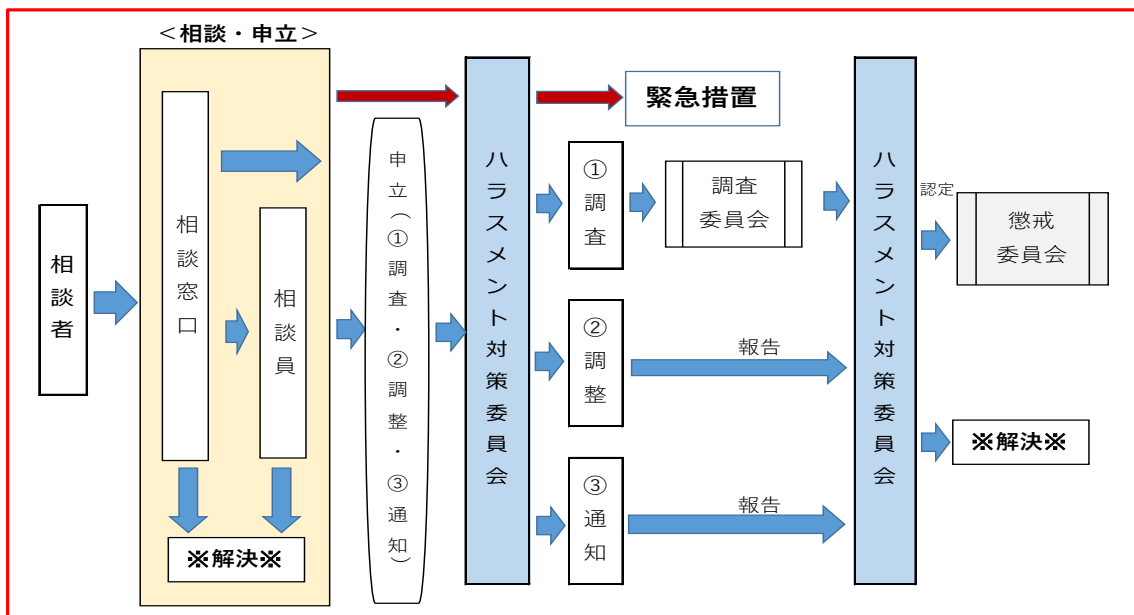 ＜相談・申立＞
相談者
相談窓口
相談員
※解決※
申立（①調査・②調整・③通知）
ハラスメント対策委員会
緊急措置
①調査
調査
委員会
②調整
報告
③通知
報告
ハラスメント対策委員会
認定
懲戒
委員会
※解決※